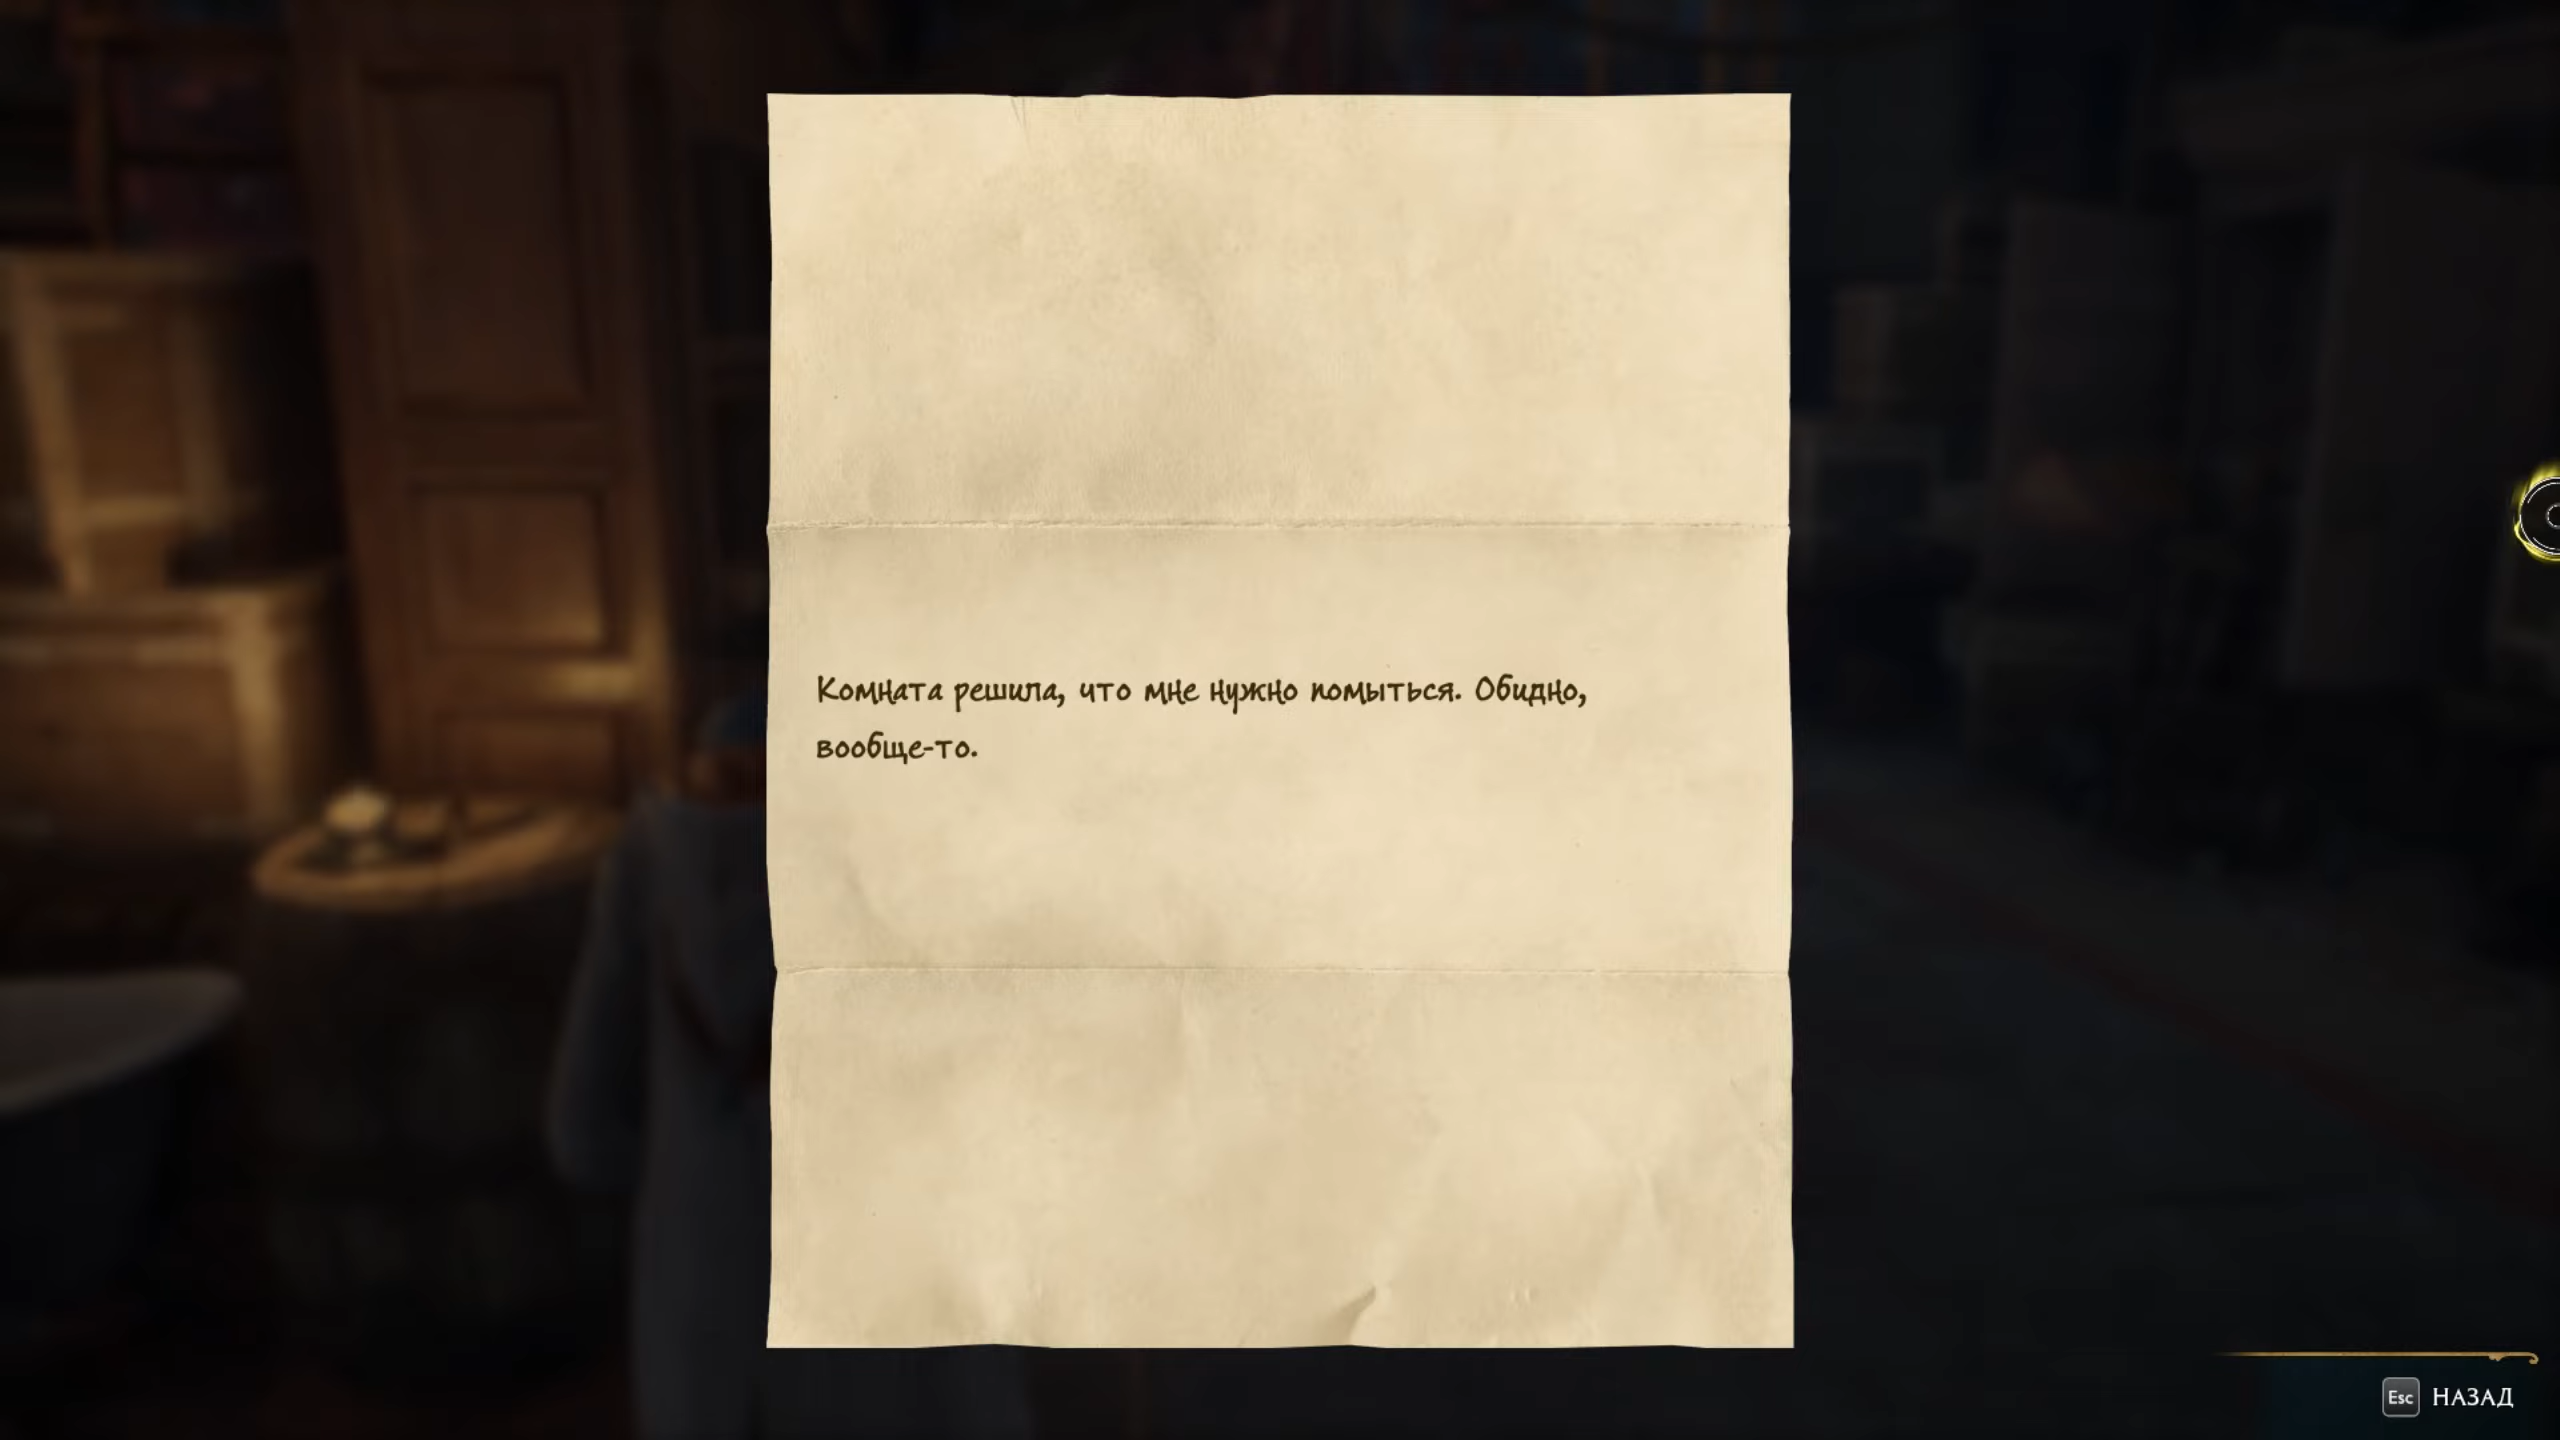 Комната решила, что мне нужно помыться. Обидно,
вообще-то.
Esc НАЗАД